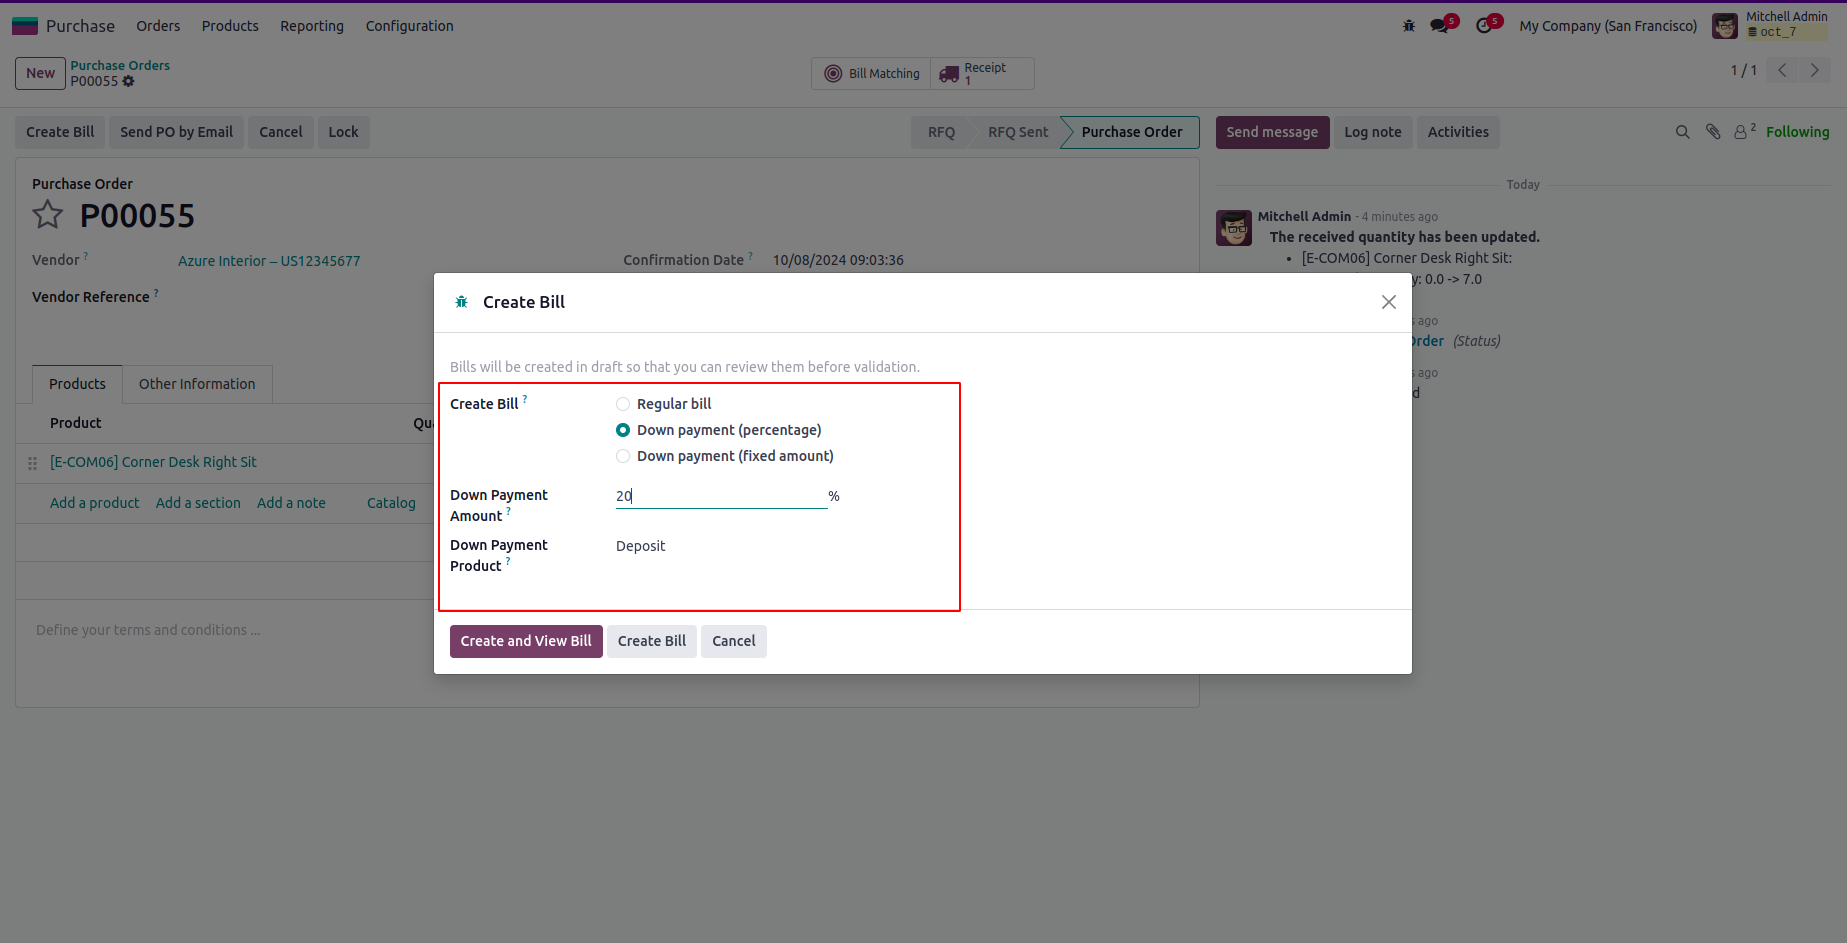 Purchase Orders Products Reporting Configuration
5 5 My Company (San Francisco) Mitchell Admin
oct_7
New Purchase Orders
P00055
Bill Matching Receipt
1
1 / 1
Create Bill Send PO by Email Cancel Lock
RFQ RFQ Sent Purchase Order
Send message Log note Activities
2 Following
Purchase Order
P00055
Vendor ? Azure Interior – US12345677
Confirmation Date ? 10/08/2024 09:03:36
Vendor Reference ?
Products Other Information
Product
[E-COM06] Corner Desk Right Sit
Add a product Add a section Add a note Catalog
Define your terms and conditions ...
Today
Mitchell Admin - 4 minutes ago
The received quantity has been updated.
• [E-COM06] Corner Desk Right Sit:
: 0.0 -> 7.0
ago
(Status)
ago
Create Bill
Bills will be created in draft so that you can review them before validation.
Create Bill ? Regular bill
Down payment (percentage)
Down payment (fixed amount)
Down Payment
Amount ?
20 %
Down Payment
Product ?
Deposit
Create and View Bill Create Bill Cancel